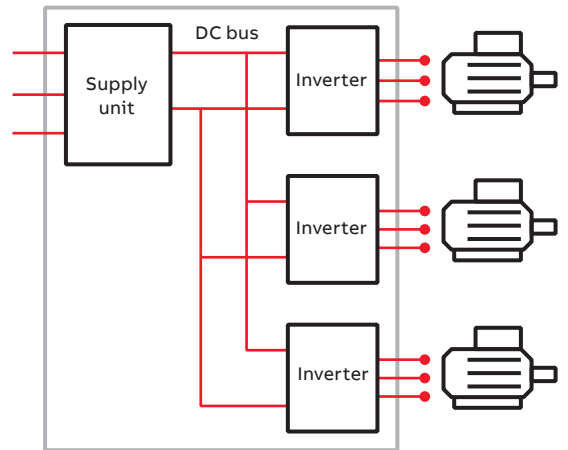 DC bus
Supply
unit
Inverter
Inverter
Inverter